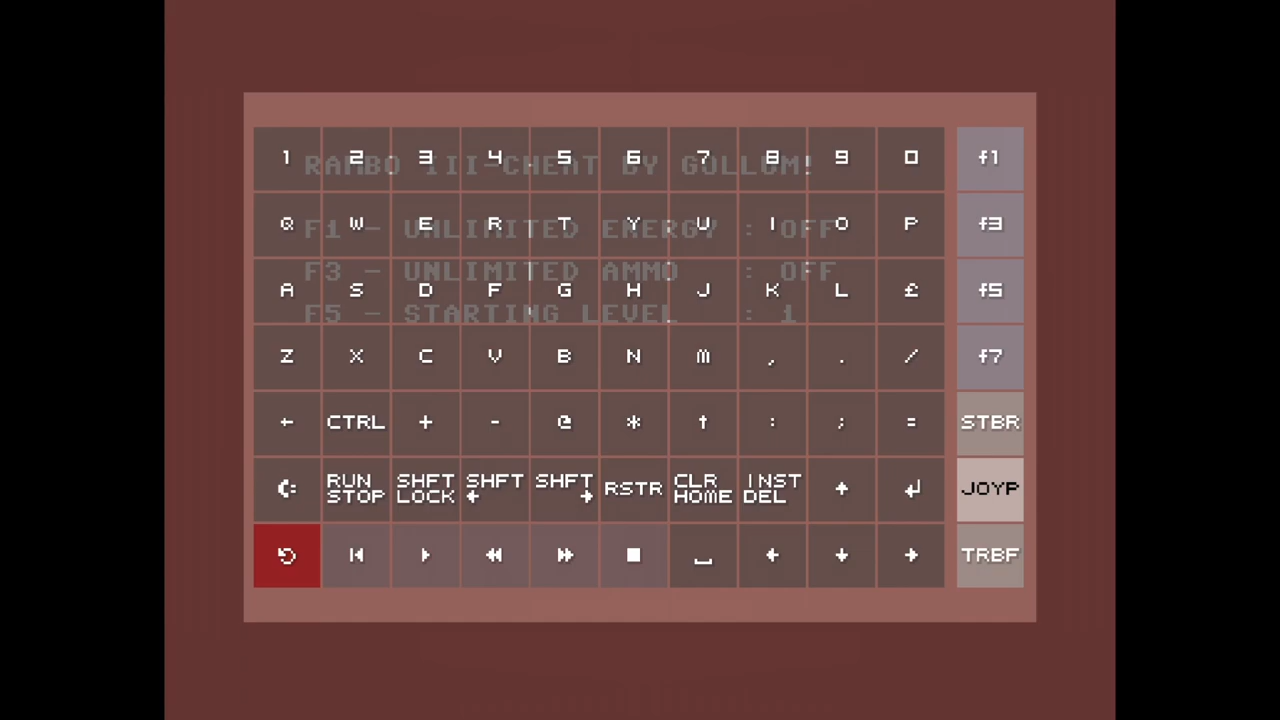 1 2 3 4 5 6 7 8 9 0 f1
RAMBO III-CHEAT BY GOLLUM!
Q W E R T Y U I O P f3
F1 - UNLIMITED ENERGY : OFF
F3 - UNLIMITED AMMO : OFF
A S D F G H J K L £ f5
F5 - STARTING LEVEL : 1
Z X C V B N M , . / f7
← CTRL + - @ * ↑ : ; = STBR
RUN STOP SHFT LOCK SHFT ← SHFT → RSTR CLR HOME INST DEL ↑ ↵ JOYP
← ↓ → TRBF